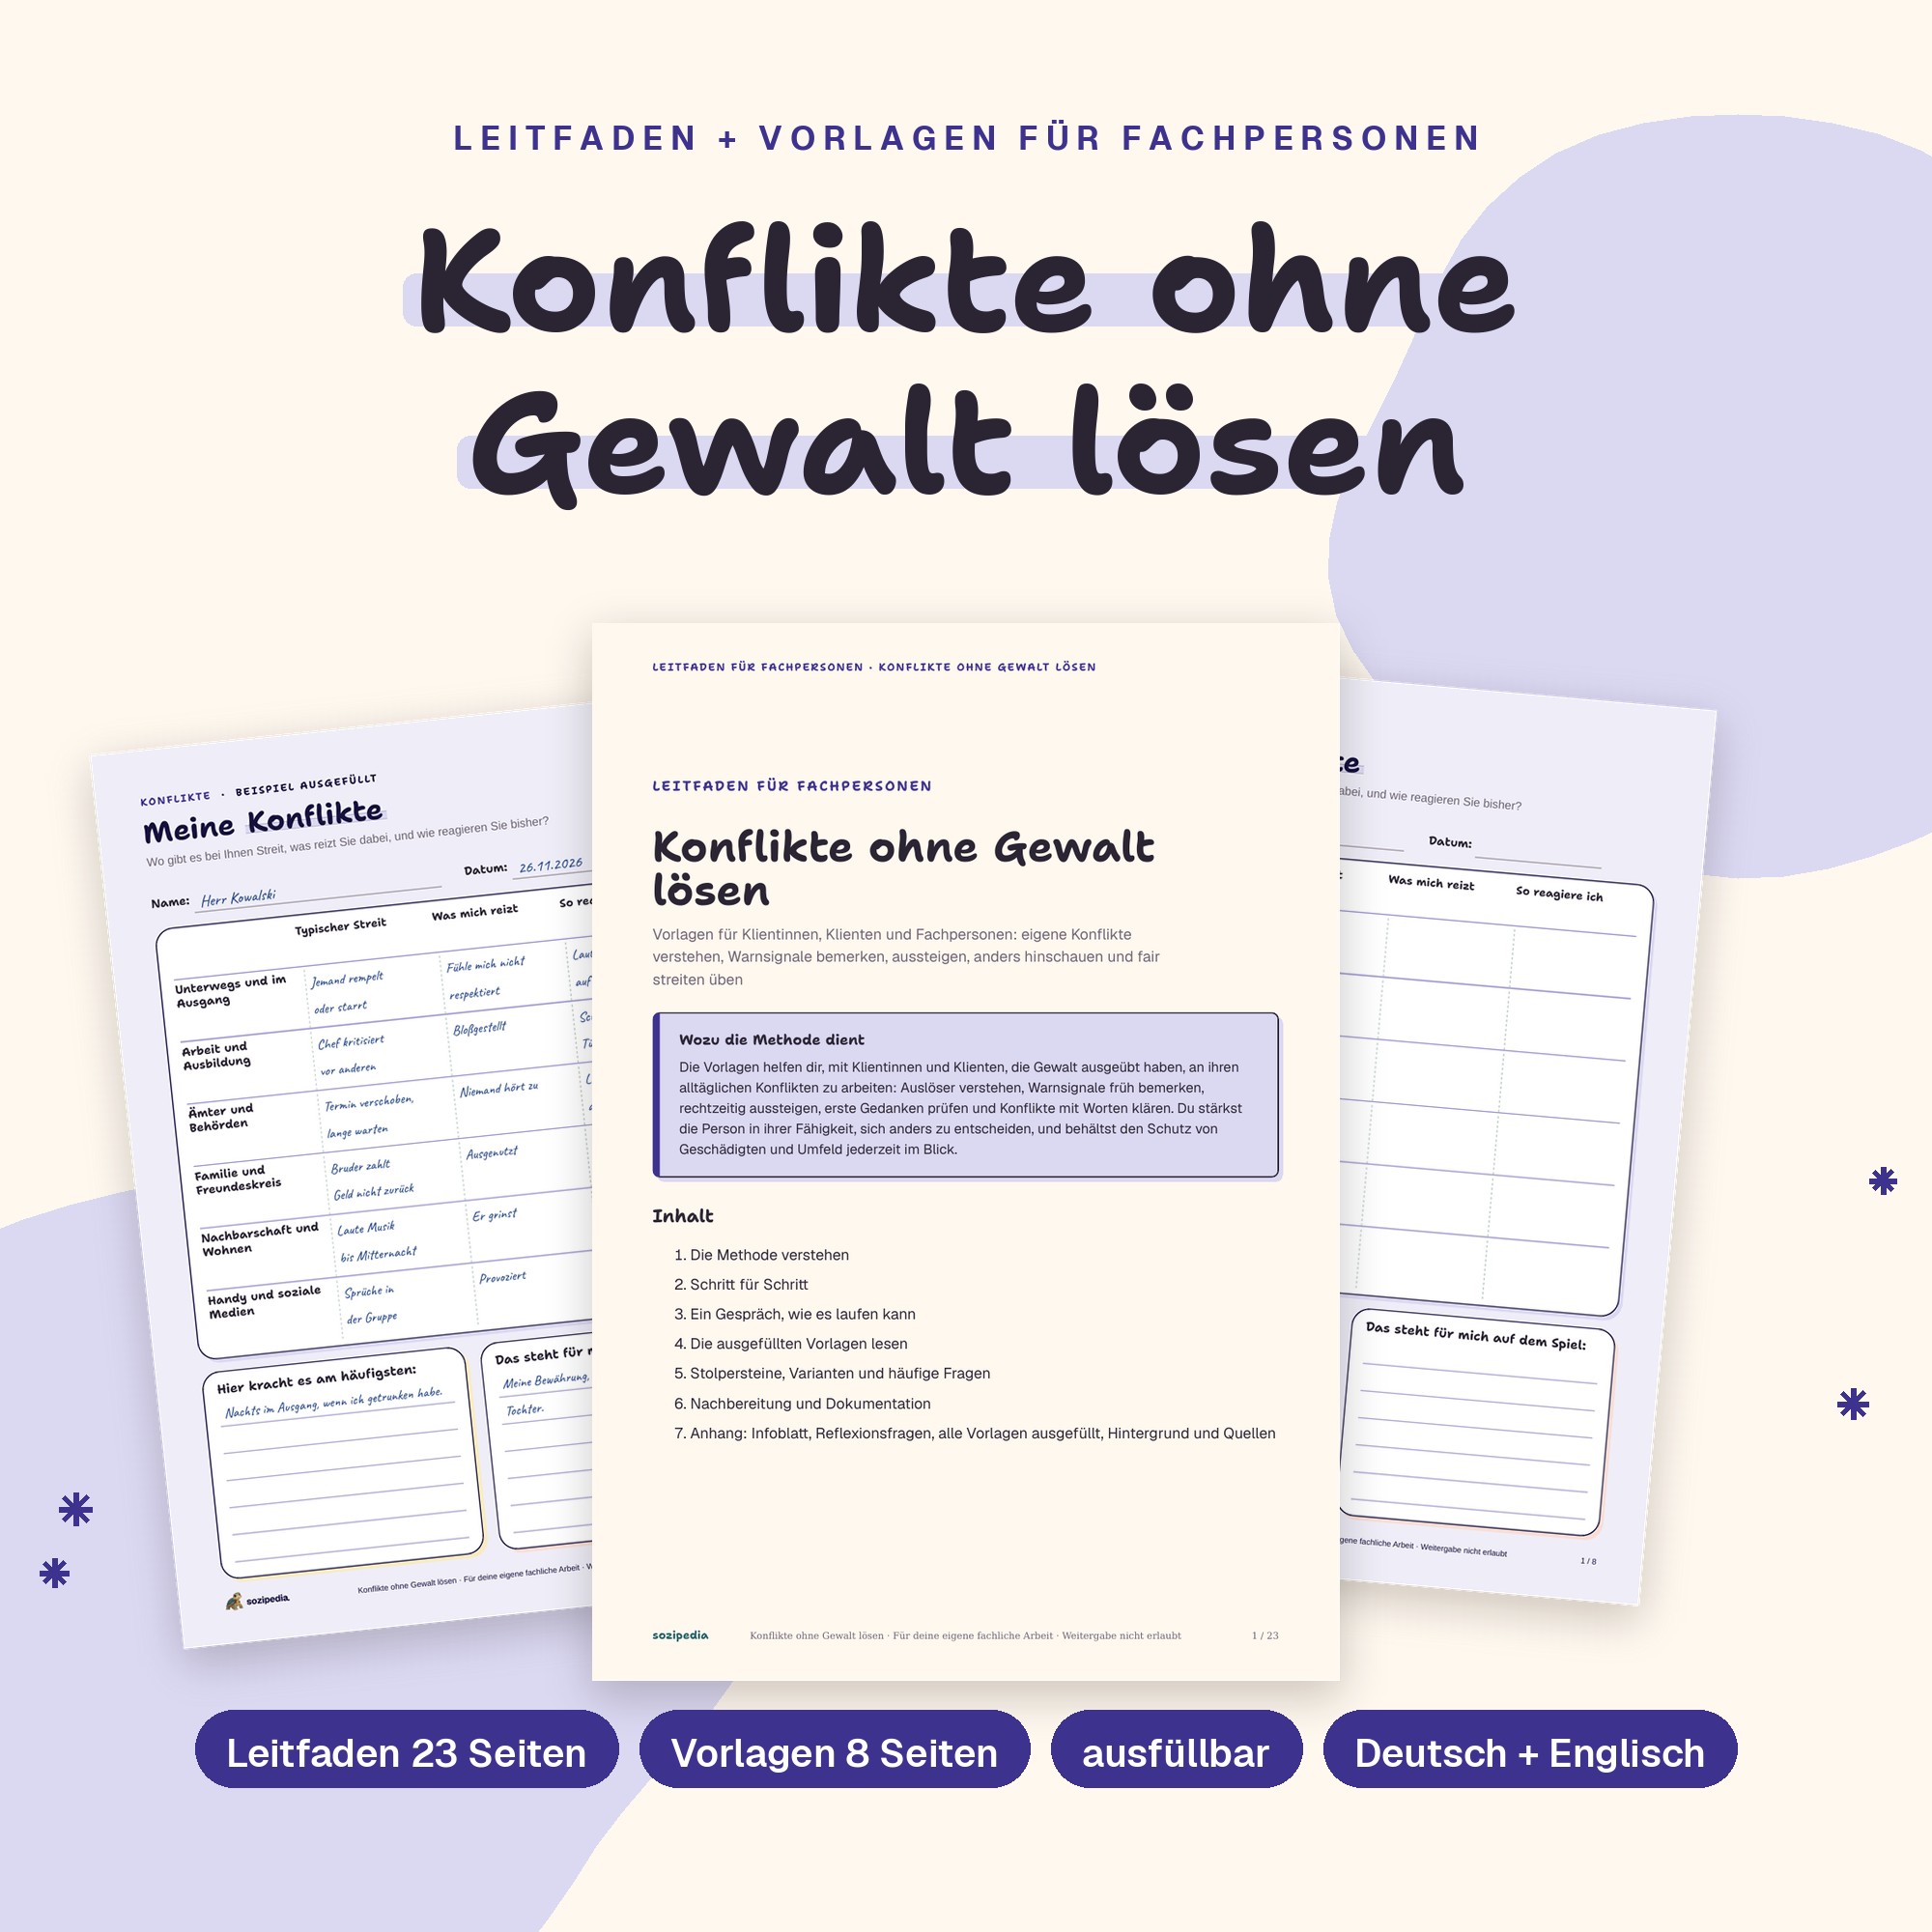 LEITFADEN + VORLAGEN FÜR FACHPERSONEN
Konflikte ohne
Gewalt lösen
KONFLIKTE · BEISPIEL AUSGEFÜLLT
Meine Konflikte
Wo gibt es bei Ihnen Streit, was reizt Sie dabei, und wie reagieren Sie bisher?
Name: Herr Kowalski Datum: 26.11.2026
Typischer Streit Was mich reizt
Unterwegs und im
Ausgang
Jemand rempelt
oder starrt
Fühle mich nicht
respektiert
Arbeit und
Ausbildung
Chef kritisiert
vor anderen
Bloßgestellt
Ämter und
Behörden
Termin verschoben,
lange warten
Niemand hört zu
Familie und
Freundeskreis
Bruder zahlt
Geld nicht zurück
Ausgenutzt
Nachbarschaft und
Wohnen
Laute Musik
bis Mitternacht
Er grinst
Handy und soziale
Medien
Sprüche in
der Gruppe
Provoziert
Hier kracht es am häufigsten:
Nachts im Ausgang, wenn ich getrunken habe.
Das steht für
Meine Bewährung,
Tochter.
sozipedia
Konflikte ohne Gewalt lösen · Für deine eigene fachliche Arbeit ·
LEITFADEN FÜR FACHPERSONEN · KONFLIKTE OHNE GEWALT LÖSEN
LEITFADEN FÜR FACHPERSONEN
Konflikte ohne Gewalt
lösen
Vorlagen für Klientinnen, Klienten und Fachpersonen: eigene Konflikte
verstehen, Warnsignale bemerken, aussteigen, anders hinschauen und fair
streiten üben
Wozu die Methode dient
Die Vorlagen helfen dir, mit Klientinnen und Klienten, die Gewalt ausgeübt haben, an ihren
alltäglichen Konflikten zu arbeiten: Auslöser verstehen, Warnsignale früh bemerken,
rechtzeitig aussteigen, erste Gedanken prüfen und Konflikte mit Worten klären. Du stärkst
die Person in ihrer Fähigkeit, sich anders zu entscheiden, und behältst den Schutz von
Geschädigten und Umfeld jederzeit im Blick.
Inhalt
1. Die Methode verstehen
2. Schritt für Schritt
3. Ein Gespräch, wie es laufen kann
4. Die ausgefüllten Vorlagen lesen
5. Stolpersteine, Varianten und häufige Fragen
6. Nachbereitung und Dokumentation
7. Anhang: Infoblatt, Reflexionsfragen, alle Vorlagen ausgefüllt, Hintergrund und Quellen
sozipedia Konflikte ohne Gewalt lösen · Für deine eigene fachliche Arbeit · Weitergabe nicht erlaubt 1 / 23
und wie reagieren Sie bisher?
Datum:
Was mich reizt So reagiere ich
Das steht für mich auf dem Spiel:
fachliche Arbeit · Weitergabe nicht erlaubt 1 / 8
Leitfaden 23 Seiten
Vorlagen 8 Seiten
ausfüllbar
Deutsch + Englisch